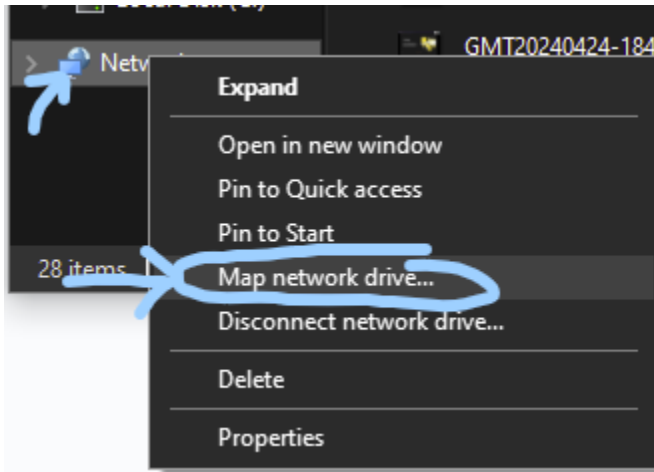 GMT20240424-184
Expand
Open in new window
Pin to Quick access
Pin to Start
28 items
Map network drive...
Disconnect network drive...
Delete
Properties